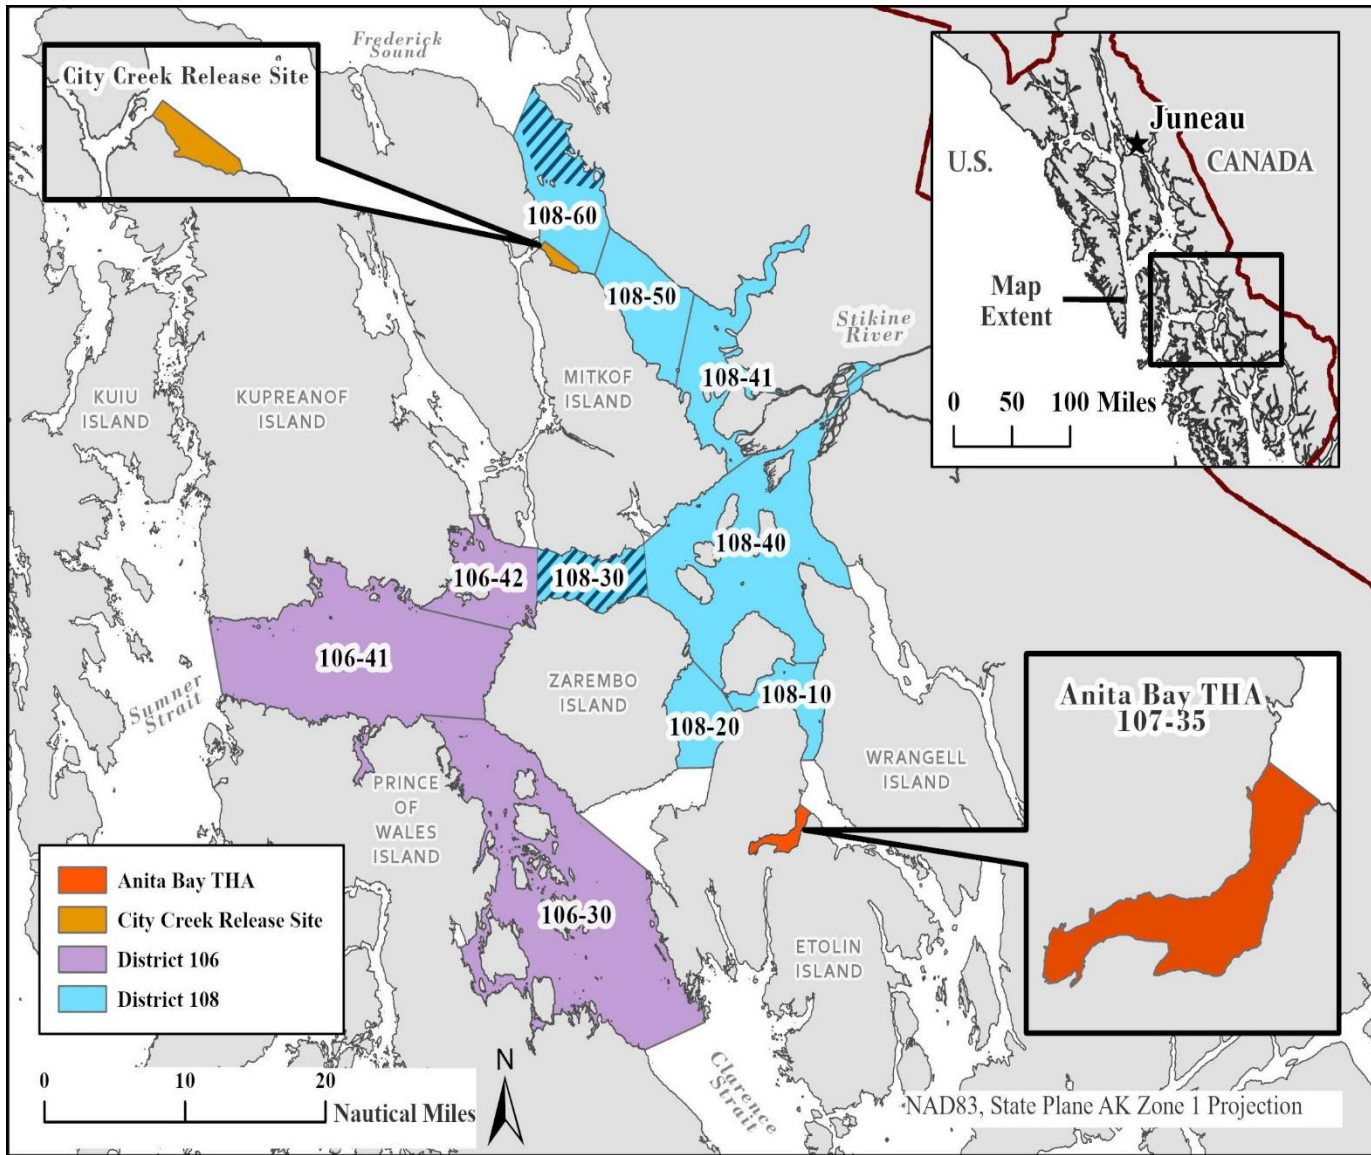 Frederick
Sound
City Creek Release Site
Juneau
U.S.
CANADA
Map
Extent
0 50 100 Miles
108-60
108-50
Stikine
River
108-41
KUIU
ISLAND
KUPREANOF
ISLAND
MITKOF
ISLAND
108-40
106-42
108-30
106-41
ZAREMBO
ISLAND
108-10
108-20
Sumner
Strait
WRANGELL
ISLAND
Anita Bay THA
107-35
PRINCE
OF
WALES
ISLAND
Anita Bay THA
City Creek Release Site
District 106
District 108
106-30
ETOLIN
ISLAND
N
Clarence
Strait
0 10 20
Nautical Miles
NAD83, State Plane AK Zone 1 Projection